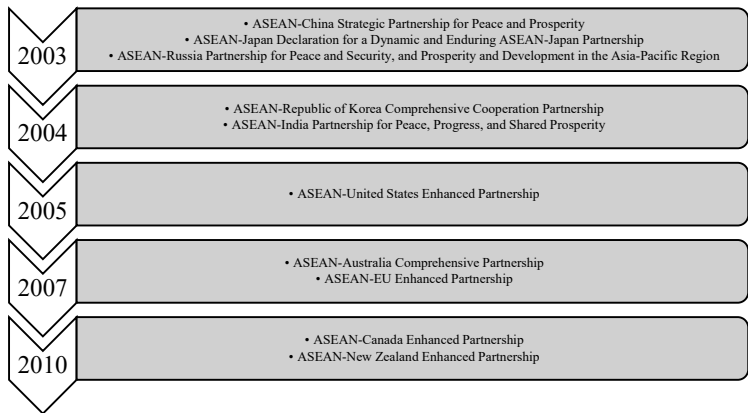 2003
• ASEAN-China Strategic Partnership for Peace and Prosperity
• ASEAN-Japan Declaration for a Dynamic and Enduring ASEAN-Japan Partnership
• ASEAN-Russia Partnership for Peace and Security, and Prosperity and Development in the Asia-Pacific Region
2004
• ASEAN-Republic of Korea Comprehensive Cooperation Partnership
• ASEAN-India Partnership for Peace, Progress, and Shared Prosperity
2005
• ASEAN-United States Enhanced Partnership
2007
• ASEAN-Australia Comprehensive Partnership
• ASEAN-EU Enhanced Partnership
2010
• ASEAN-Canada Enhanced Partnership
• ASEAN-New Zealand Enhanced Partnership